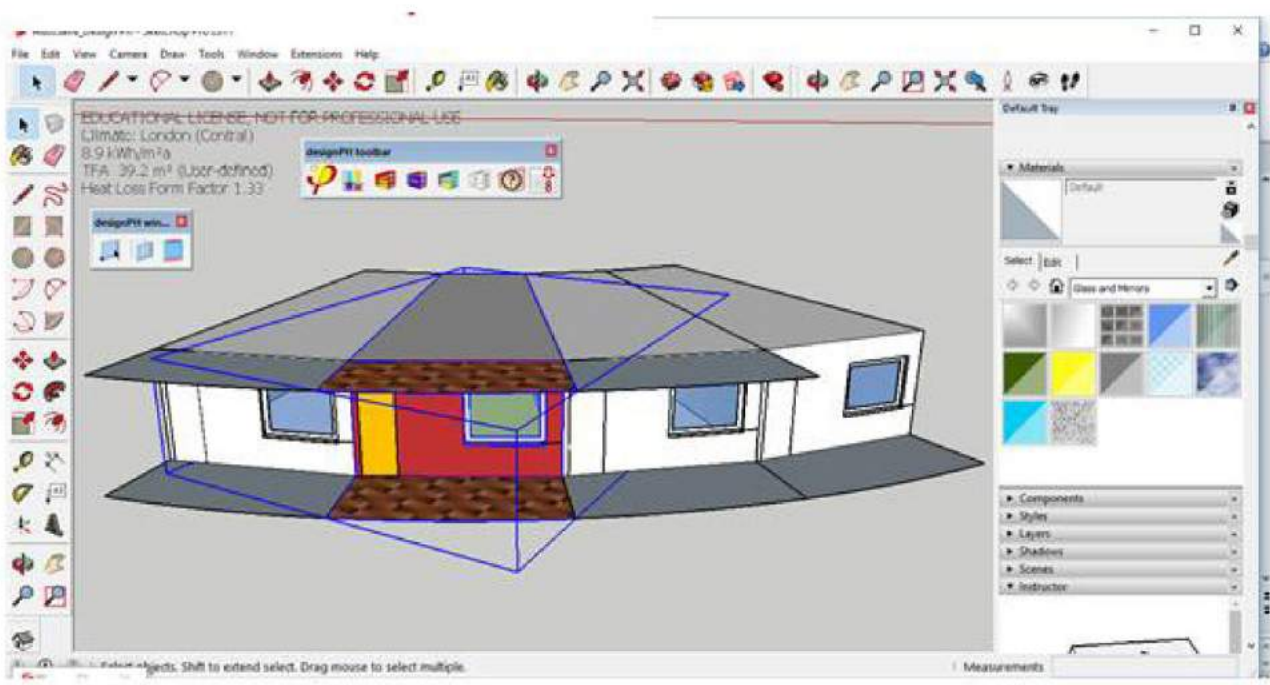 File Edit View Camera Draw Tools Window Extensions Help
EDUCATIONAL LICENSE, NOT FOR PROFESSIONAL USE
Climate: London (Central)
8.9 kWh/m²a
TFA 39.2 m² (User-defined)
Heat Loss Form Factor 1.33
designPH toolbar
designPH win...
Default Tray
Materials
Default
Select Edit
Glass and Mirrors
Components
Styles
Layers
Shadows
Scenes
Instructor
Select objects. Shift to extend select. Drag mouse to select multiple.
Measurements